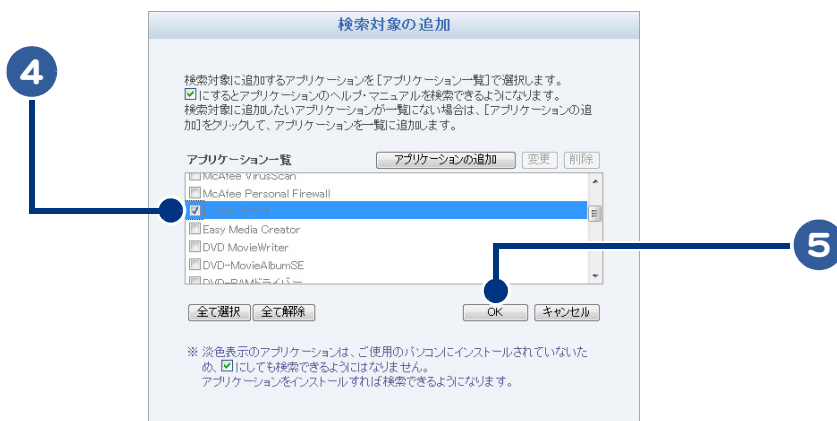 検索対象の追加
4
検索対象に追加するアプリケーションを[アプリケーション一覧]で選択します。
にするとアプリケーションのヘルプ・マニュアルを検索できるようになります。
検索対象に追加したいアプリケーションが一覧にない場合は、[アプリケーションの追
加]をクリックして、アプリケーションを一覧に追加します。
アプリケーション一覧 アプリケーションの追加 変更 削除
McAfee VirusScan
McAfee Personal Firewall
Easy Media Creator
DVD MovieWriter
5
DVD-MovieAlbumSE
DVD-RAMドライバー
全て選択 全て解除 OK キャンセル
※ 淡色表示のアプリケーションは、ご使用のパソコンにインストールされていないた
め、にしても検索できるようにはなりません。
アプリケーションをインストールすれば検索できるようになります。